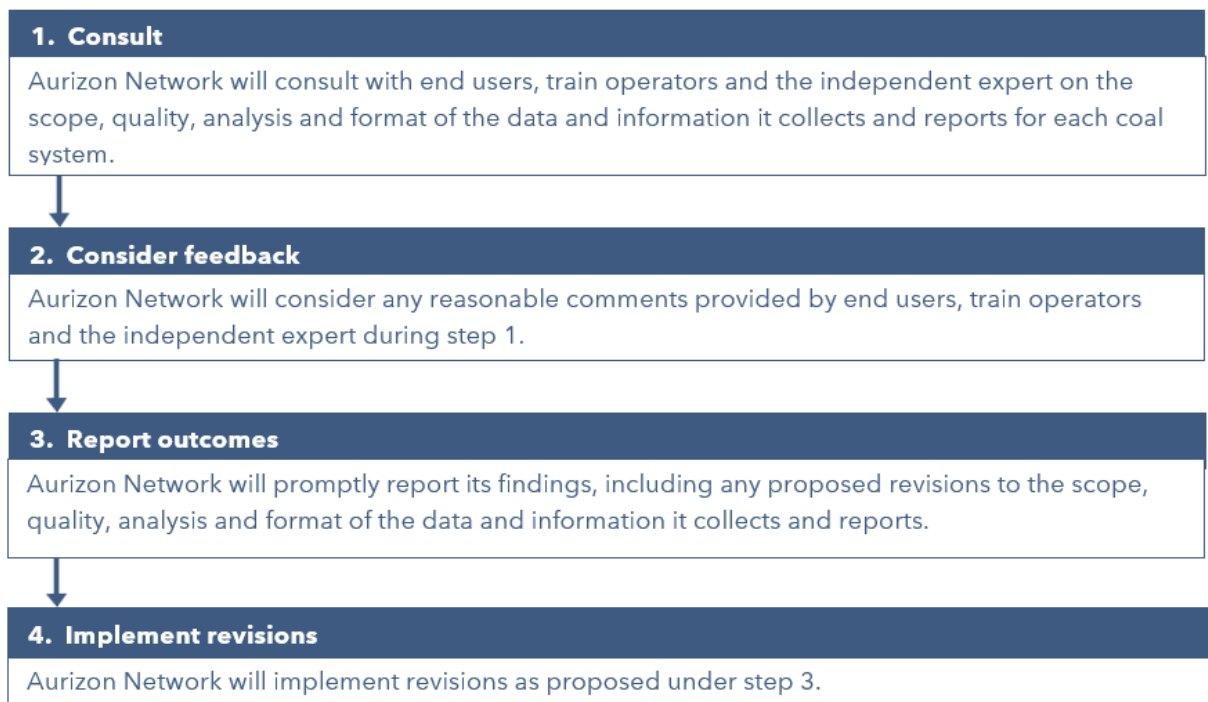 1. Consult
Aurizon Network will consult with end users, train operators and the independent expert on the
scope, quality, analysis and format of the data and information it collects and reports for each coal
system.
2. Consider feedback
Aurizon Network will consider any reasonable comments provided by end users, train operators
and the independent expert during step 1.
3. Report outcomes
Aurizon Network will promptly report its findings, including any proposed revisions to the scope,
quality, analysis and format of the data and information it collects and reports.
4. Implement revisions
Aurizon Network will implement revisions as proposed under step 3.